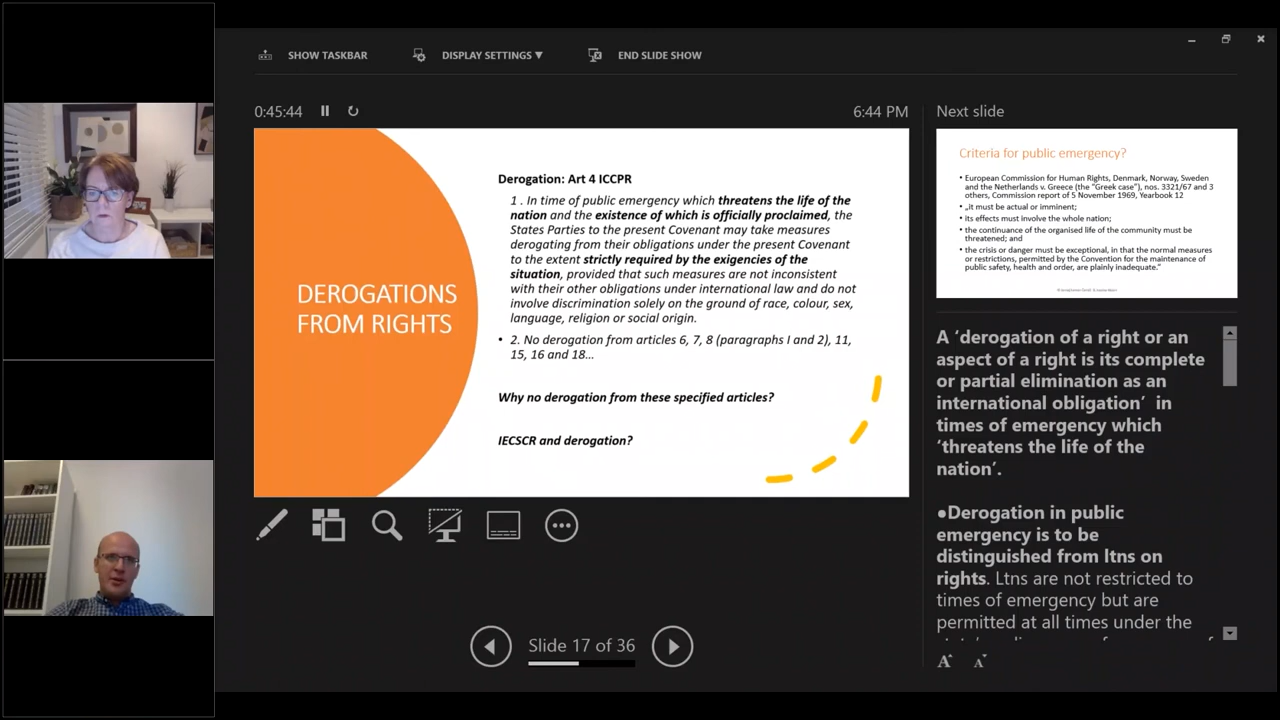 SHOW TASKBAR
DISPLAY SETTINGS ▼
END SLIDE SHOW
0:45:44
6:44 PM
DEROGATIONS
FROM RIGHTS
Derogation: Art 4 ICCPR
1 . In time of public emergency which threatens the life of the
nation and the existence of which is officially proclaimed, the
States Parties to the present Covenant may take measures
derogating from their obligations under the present Covenant
to the extent strictly required by the exigencies of the
situation, provided that such measures are not inconsistent
with their other obligations under international law and do not
involve discrimination solely on the ground of race, colour, sex,
language, religion or social origin.
• 2. No derogation from articles 6, 7, 8 (paragraphs I and 2), 11,
15, 16 and 18...
Why no derogation from these specified articles?
IECSCR and derogation?
Slide 17 of 36
Next slide
Criteria for public emergency?
• European Commission for Human Rights, Denmark, Norway, Sweden
and the Netherlands v. Greece (the "Greek case"), nos. 3321/67 and 3
others, Commission report of 5 November 1969, Yearbook 12
• „it must be actual or imminent;
• its effects must involve the whole nation;
• the continuance of the organised life of the community must be
threatened; and
• the crisis or danger must be exceptional, in that the normal measures
or restrictions, permitted by the Convention for the maintenance of
public safety, health and order, are plainly inadequate."
A ‘derogation of a right or an
aspect of a right is its complete
or partial elimination as an
international obligation’ in
times of emergency which
‘threatens the life of the
nation’.
●Derogation in public
emergency is to be
distinguished from ltns on
rights. Ltns are not restricted to
times of emergency but are
permitted at all times under the